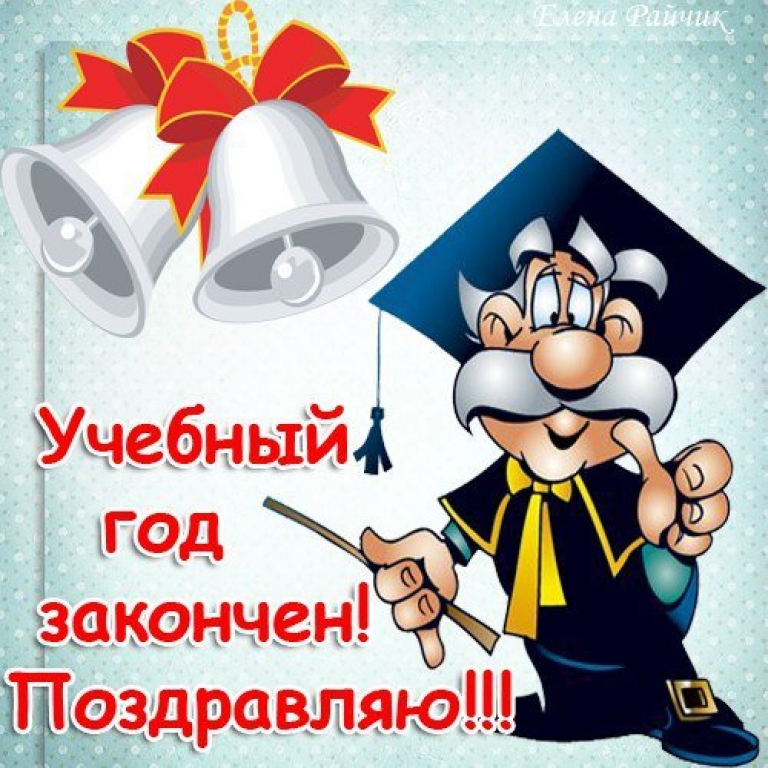 Елена Райчик
Учебный
год
закончен!
Поздравляю!!!